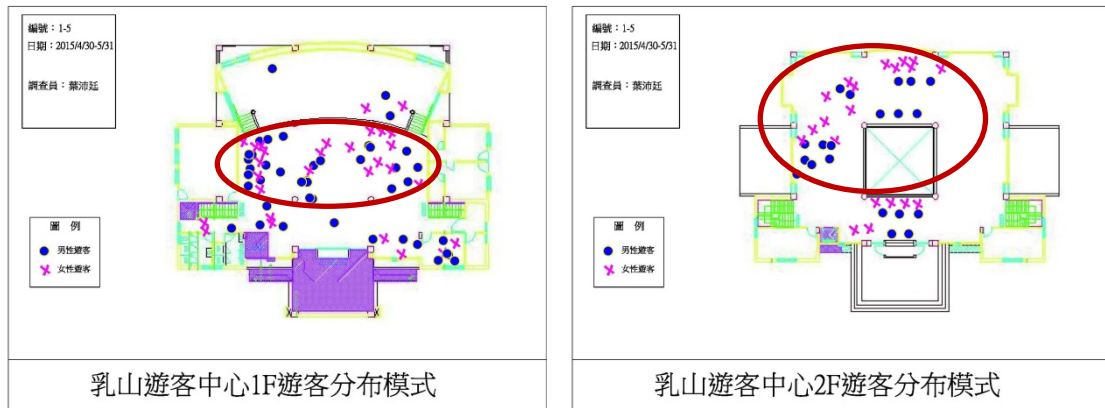 編號：1-5
日期：2015/4/30-5/31
調查員：葉沛廷
圖 例
男性遊客
女性遊客
乳山遊客中心1F遊客分布模式
編號：1-5
日期：2015/4/30-5/31
調查員：葉沛廷
圖 例
男性遊客
女性遊客
乳山遊客中心2F遊客分布模式